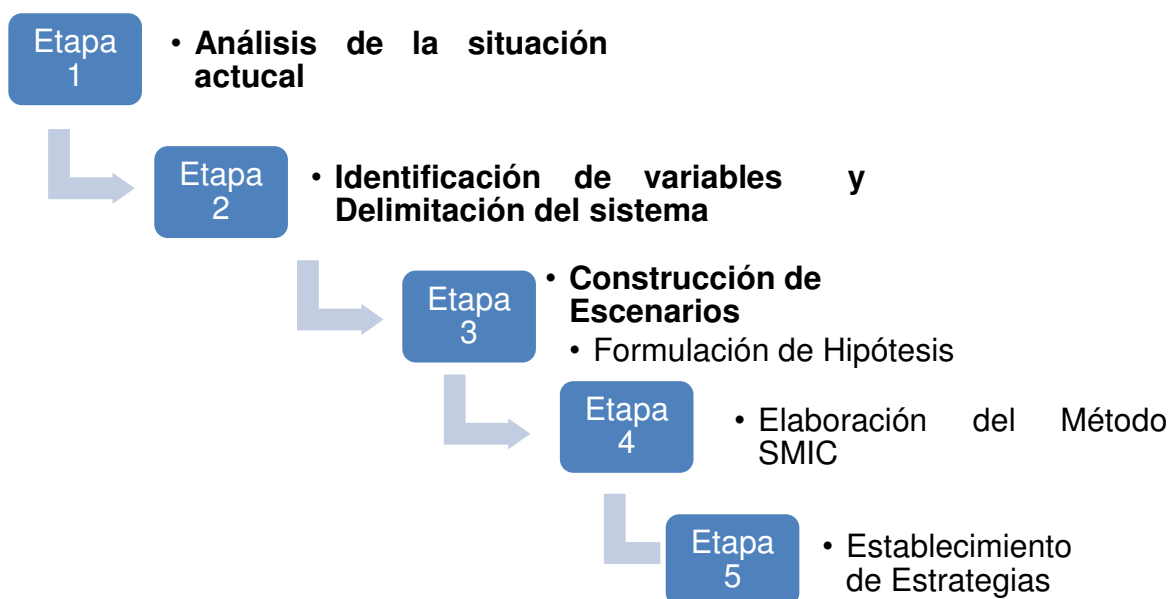 Etapa
1
• Análisis de la situación
actucal
Etapa
2
• Identificación de variables y
Delimitación del sistema
Etapa
3
• Construcción de
Escenarios
• Formulación de Hipótesis
Etapa
4
• Elaboración del Método
SMIC
Etapa
5
• Establecimiento
de Estrategias